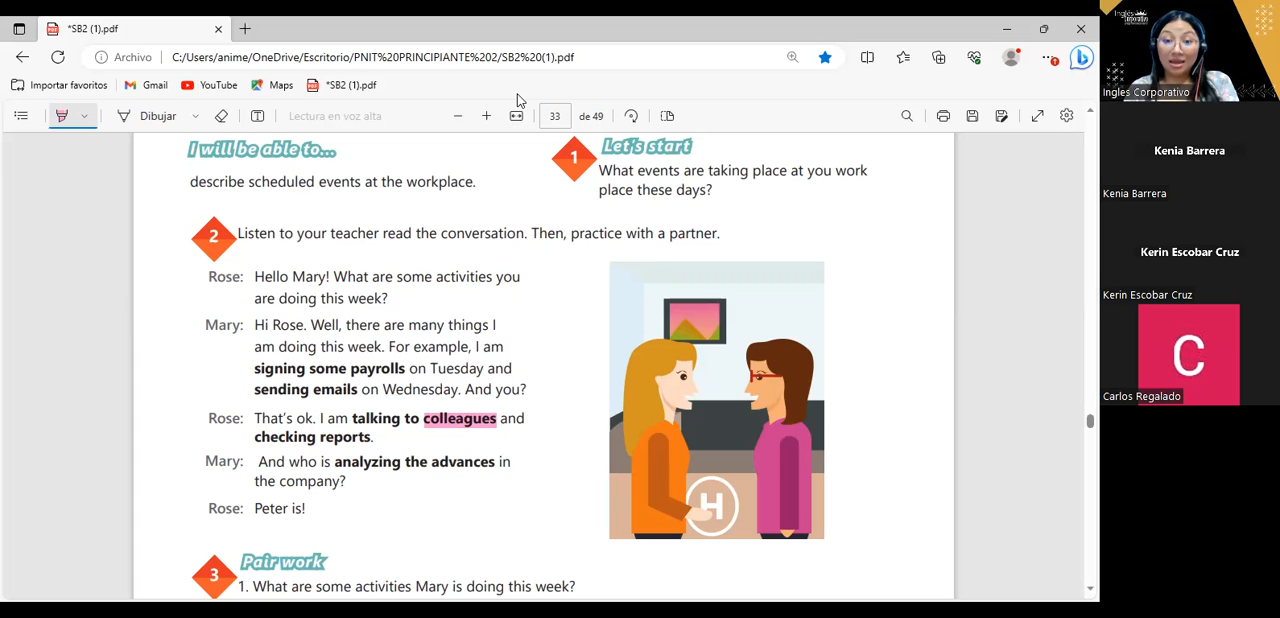 *SB2 (1).pdf
Archivo
C:/Users/anime/OneDrive/Escritorio/PNIT%20PRINCIPIANTE%202/SB2%20(1).pdf
Importar favoritos
Gmail
YouTube
Maps
*SB2 (1).pdf
Dibujar
Lectura en voz alta
33
de 49
I will be able to...
describe scheduled events at the workplace.
1
Let's start
What events are taking place at you work
place these days?
2
Listen to your teacher read the conversation. Then, practice with a partner.
Rose: Hello Mary! What are some activities you
are doing this week?
Mary: Hi Rose. Well, there are many things I
am doing this week. For example, I am
signing some payrolls on Tuesday and
sending emails on Wednesday. And you?
Rose: That's ok. I am talking to colleagues and
checking reports.
Mary: And who is analyzing the advances in
the company?
Rose: Peter is!
H
3
Pair work
1. What are some activities Mary is doing this week?
Inglés
Corporativo
Ingles Corporativo
Kenia Barrera
Kenia Barrera
Kerin Escobar Cruz
Kerin Escobar Cruz
C
Carlos Regalado